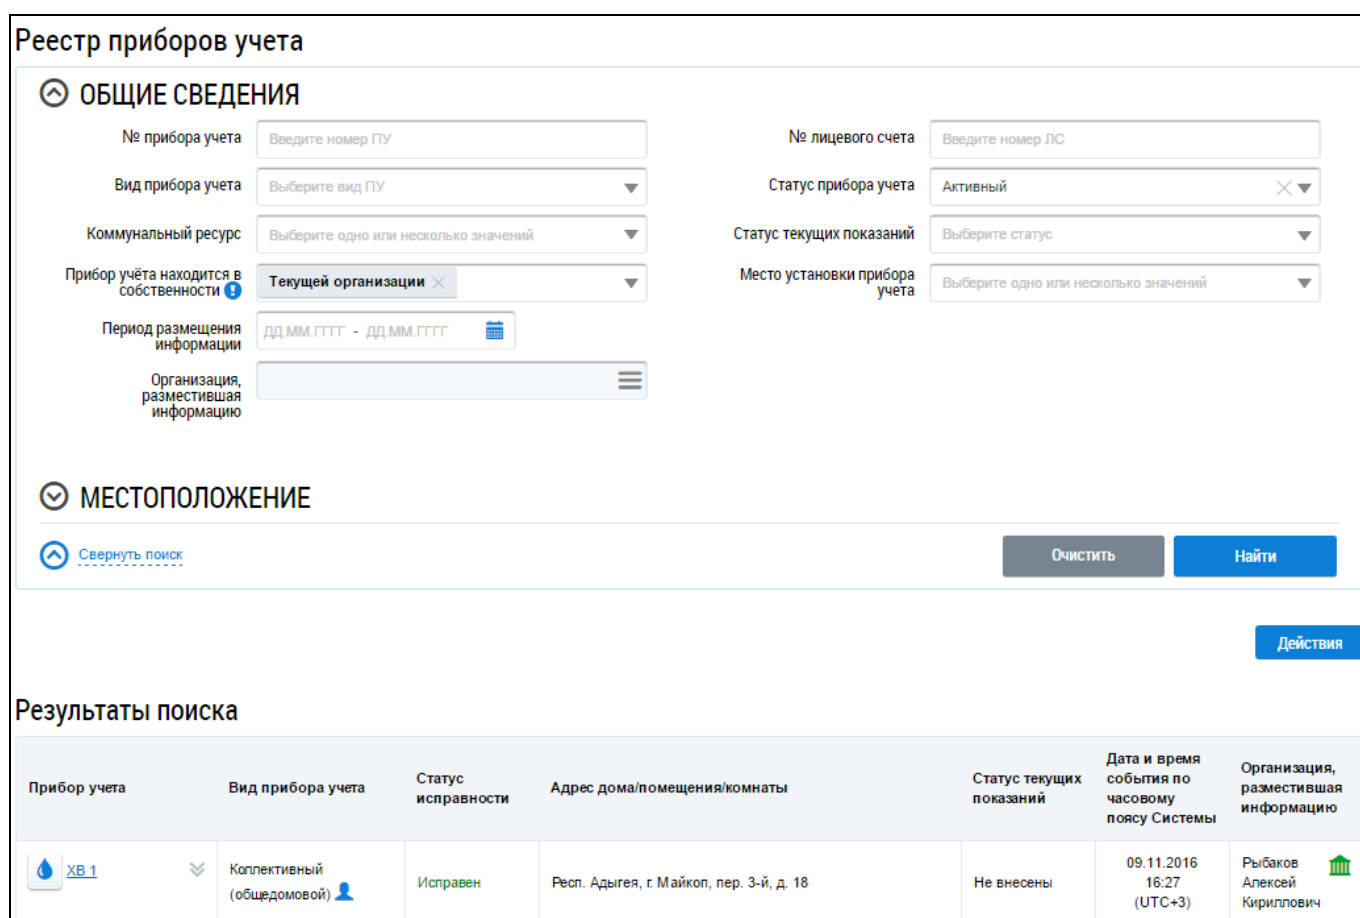 Реестр приборов учета
ОБЩИЕ СВЕДЕНИЯ
№ прибора учета
Введите номер ПУ
№ лицевого счета
Введите номер ЛС
Вид прибора учета
Выберите вид ПУ
Статус прибора учета
Активный
Коммунальный ресурс
Выберите одно или несколько значений
Статус текущих показаний
Выберите статус
Прибор учёта находится в
собственности
Текущей организации
Место установки прибора
учета
Выберите одно или несколько значений
Период размещения
информации
ДД.ММ.ГГГГ - ДД.ММ.ГГГГ
Организация,
разместившая
информацию
МЕСТОПОЛОЖЕНИЕ
Свернуть поиск
Очистить
Найти
Действия
Результаты поиска
Прибор учета
Вид прибора учета
Статус
исправности
Адрес дома/помещения/комнаты
Статус текущих
показаний
Дата и время
события по
часовому
поясу Системы
Организация,
разместившая
информацию
ХВ 1
Коллективный
(общедомовой)
Исправен
Респ. Адыгея, г. Майкоп, пер. 3-й, д. 18
Не внесены
09.11.2016
16:27
(UTC+3)
Рыбаков
Алексей
Кириллович